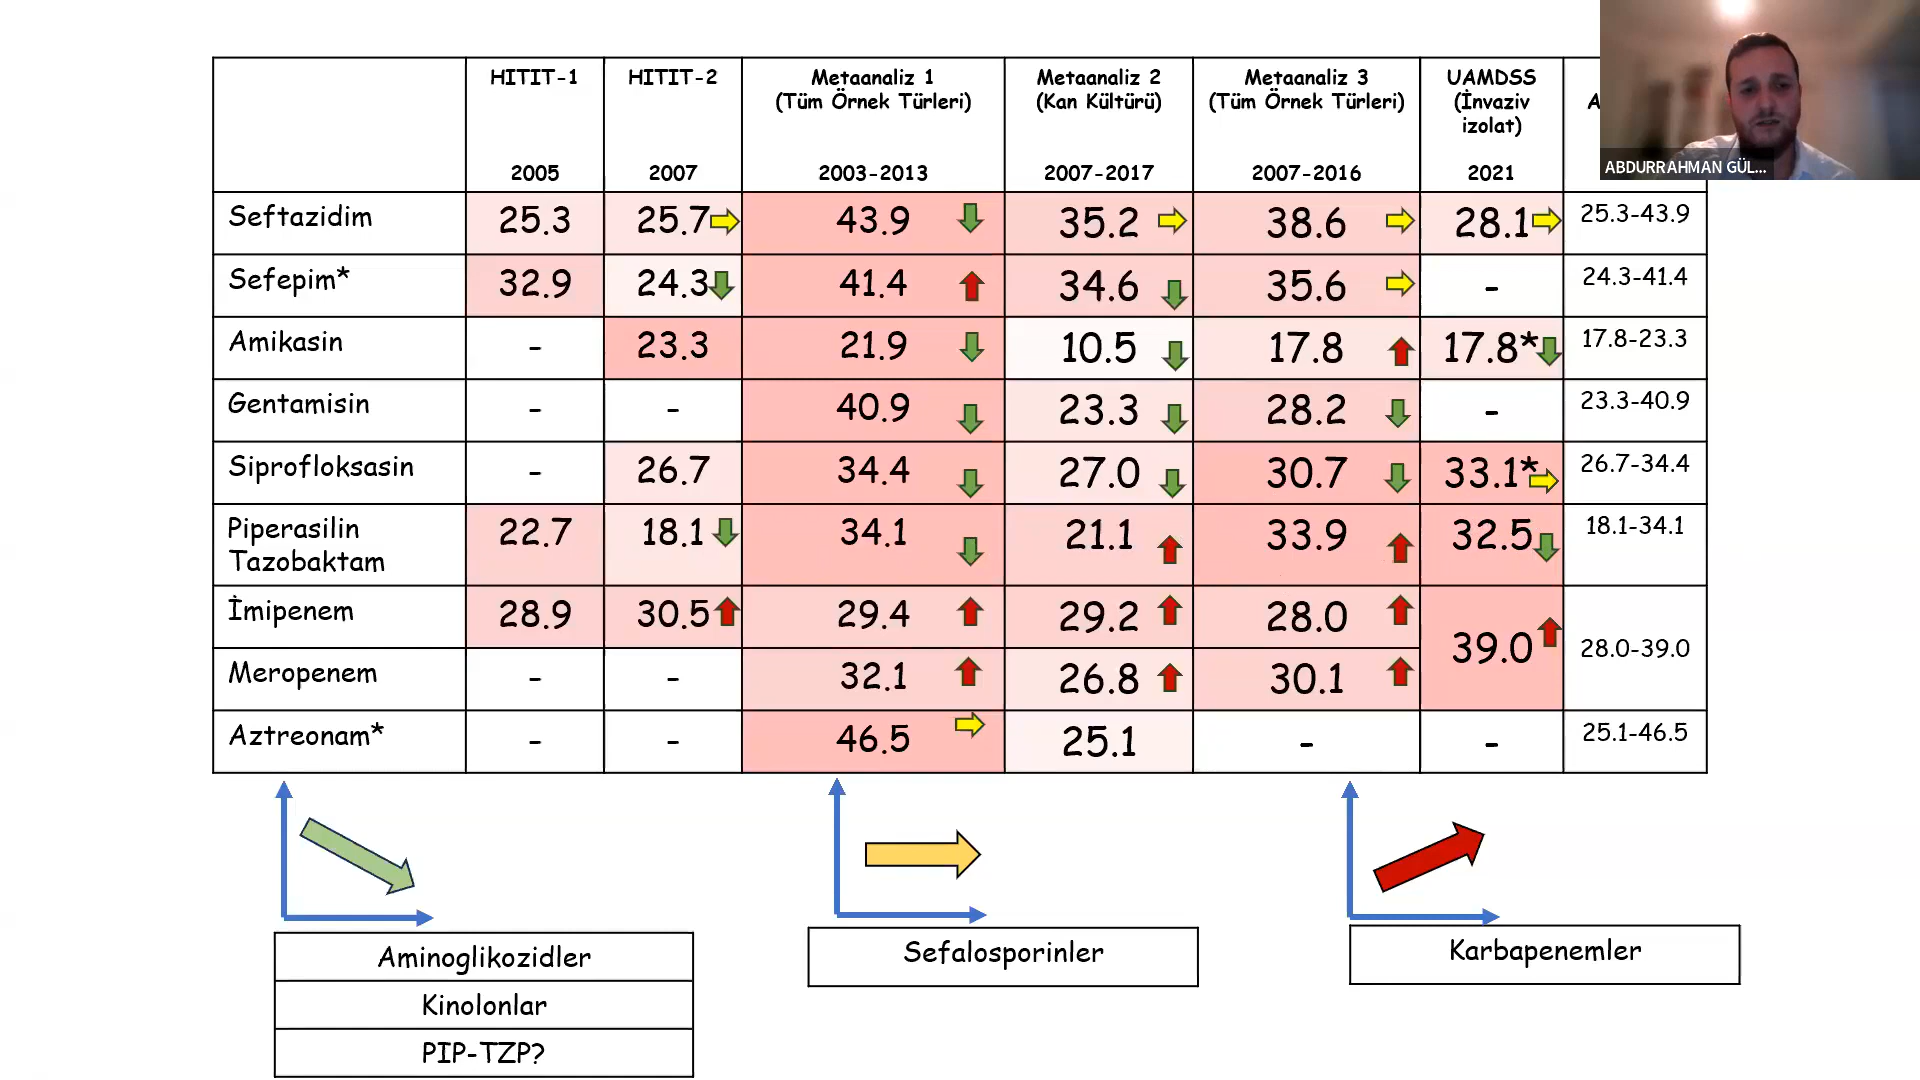 HITIT-1 HITIT-2 Metaanaliz 1 Metaanaliz 2 Metaanaliz 3 UAMDSS
(Tüm Örnek Türleri) (Kan Kültürü) (Tüm Örnek Türleri) (İnvaziv
izolat)
2005 2007 2003-2013 2007-2017 2007-2016 2021
ABDURRAHMAN GÜL...
Seftazidim 25.3 25.7 43.9 35.2 38.6 28.1 25.3-43.9
Sefepim* 32.9 24.3 41.4 34.6 35.6 - 24.3-41.4
Amikasin - 23.3 21.9 10.5 17.8 17.8* 17.8-23.3
Gentamisin - - 40.9 23.3 28.2 - 23.3-40.9
Siprofloksasin - 26.7 34.4 27.0 30.7 33.1* 26.7-34.4
Piperasilin 22.7 18.1 34.1 21.1 33.9 32.5 18.1-34.1
Tazobaktam
İmipenem 28.9 30.5 29.4 29.2 28.0 39.0 28.0-39.0
Meropenem - - 32.1 26.8 30.1
Aztreonam* - - 46.5 25.1 - - 25.1-46.5
Aminoglikozidler
Kinolonlar
PIP-TZP?
Sefalosporinler
Karbapenemler